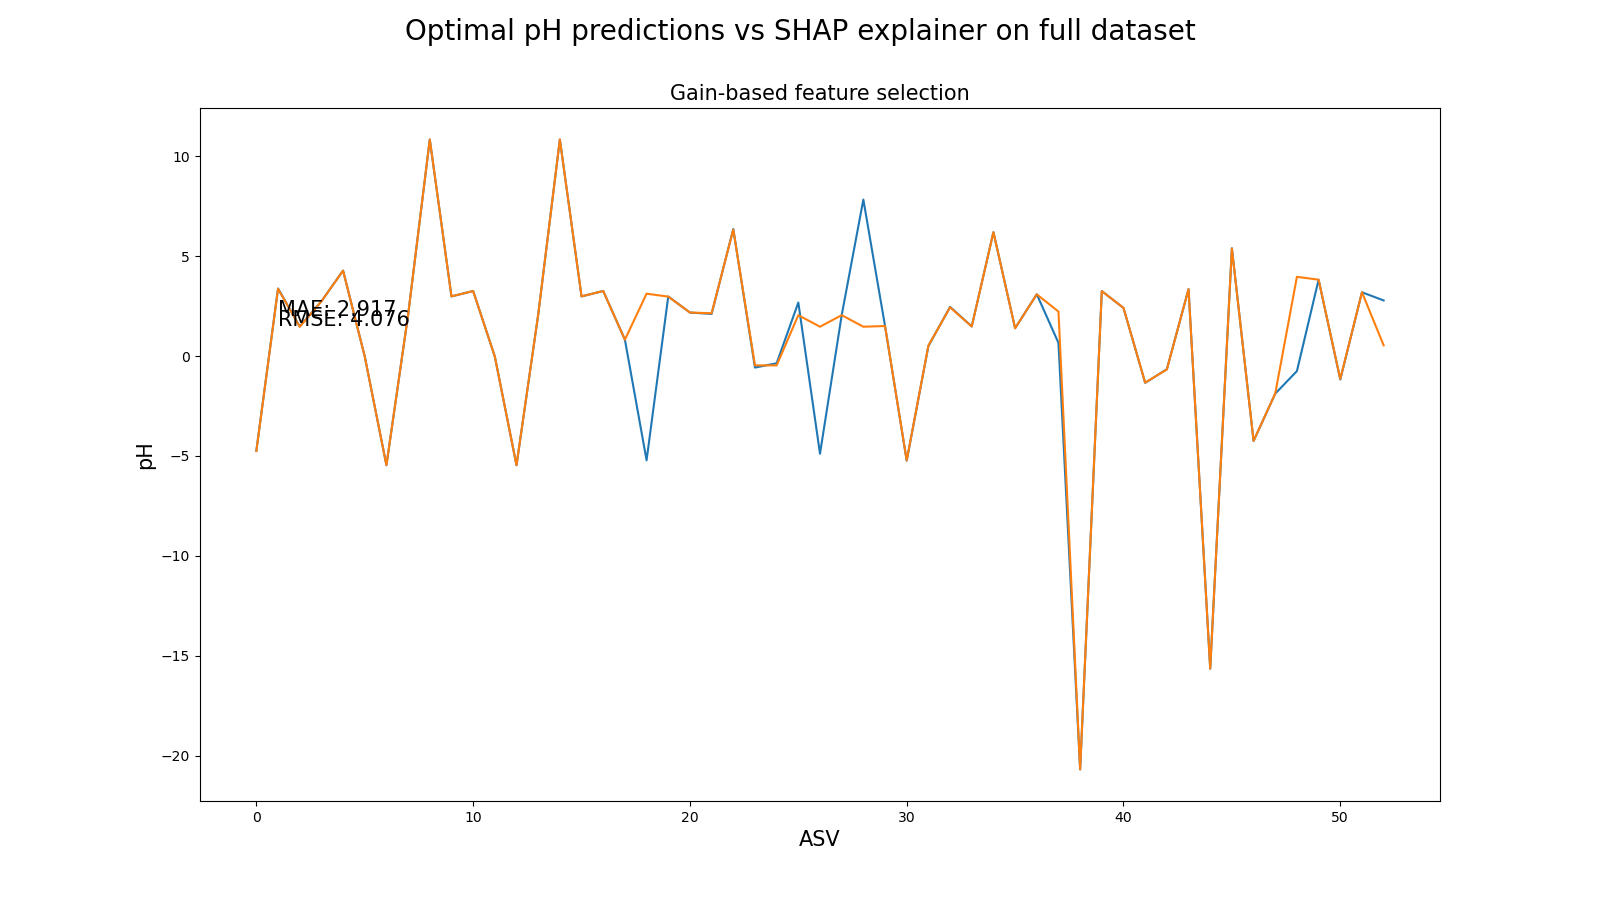 Optimal pH predictions vs SHAP explainer on full dataset
Gain-based feature selection
10
5
0
−5
−10
−15
−20
pH
MAE: 2.917
RMSE: 4.076
0
10
20
30
40
50
ASV